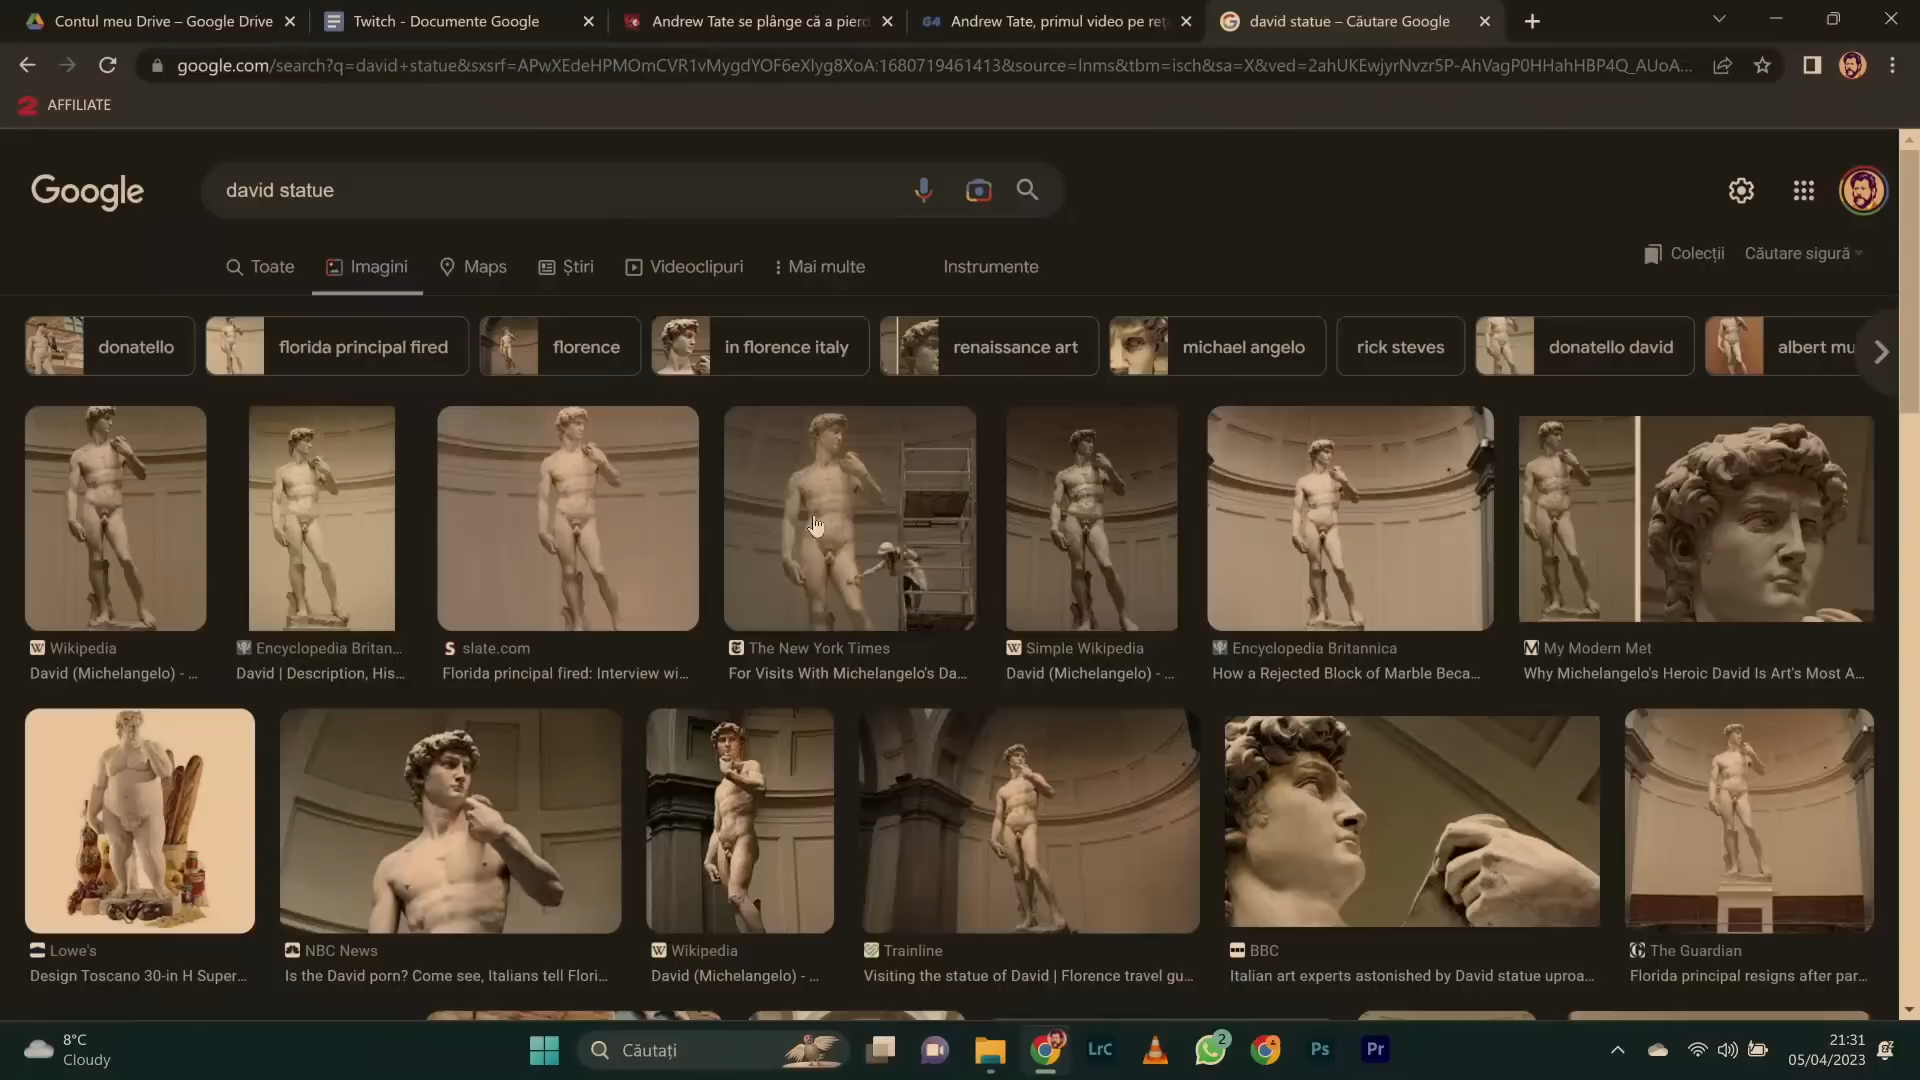 Contul meu Drive – Google Drive
Twitch - Documente Google
Andrew Tate se plânge că a pierd
Andrew Tate, primul video pe reț
david statue – Căutare Google
google.com/search?q=david+statue&sxsrf=APwXEdeHPMOmCVR1vMygdYOF6eXlyg8XoA:1680719461413&source=lnms&tbm=isch&sa=X&ved=2ahUKEwjyrNvzr5P-AhVagP0HHahHBP4Q_AUoA...
AFFILIATE
Google
david statue
Toate
Imagini
Maps
Știri
Videoclipuri
Mai multe
Instrumente
Colecții
Căutare sigură
donatello
florida principal fired
florence
in florence italy
renaissance art
michael angelo
rick steves
donatello david
albert mu
Wikipedia
David (Michelangelo) - ...
Encyclopedia Britan...
David | Description, His...
slate.com
Florida principal fired: Interview wi...
The New York Times
For Visits With Michelangelo's Da...
Simple Wikipedia
David (Michelangelo) - ...
Encyclopedia Britannica
How a Rejected Block of Marble Beca...
My Modern Met
Why Michelangelo's Heroic David Is Art's Most A...
Lowe's
Design Toscano 30-in H Super...
NBC News
Is the David porn? Come see, Italians tell Flori...
Wikipedia
David (Michelangelo) - ...
Trainline
Visiting the statue of David | Florence travel gu...
BBC
Italian art experts astonished by David statue uproa...
The Guardian
Florida principal resigns after par...
8°C
Cloudy
Căutați
LrC
2
Ps
Pr
21:31
05/04/2023